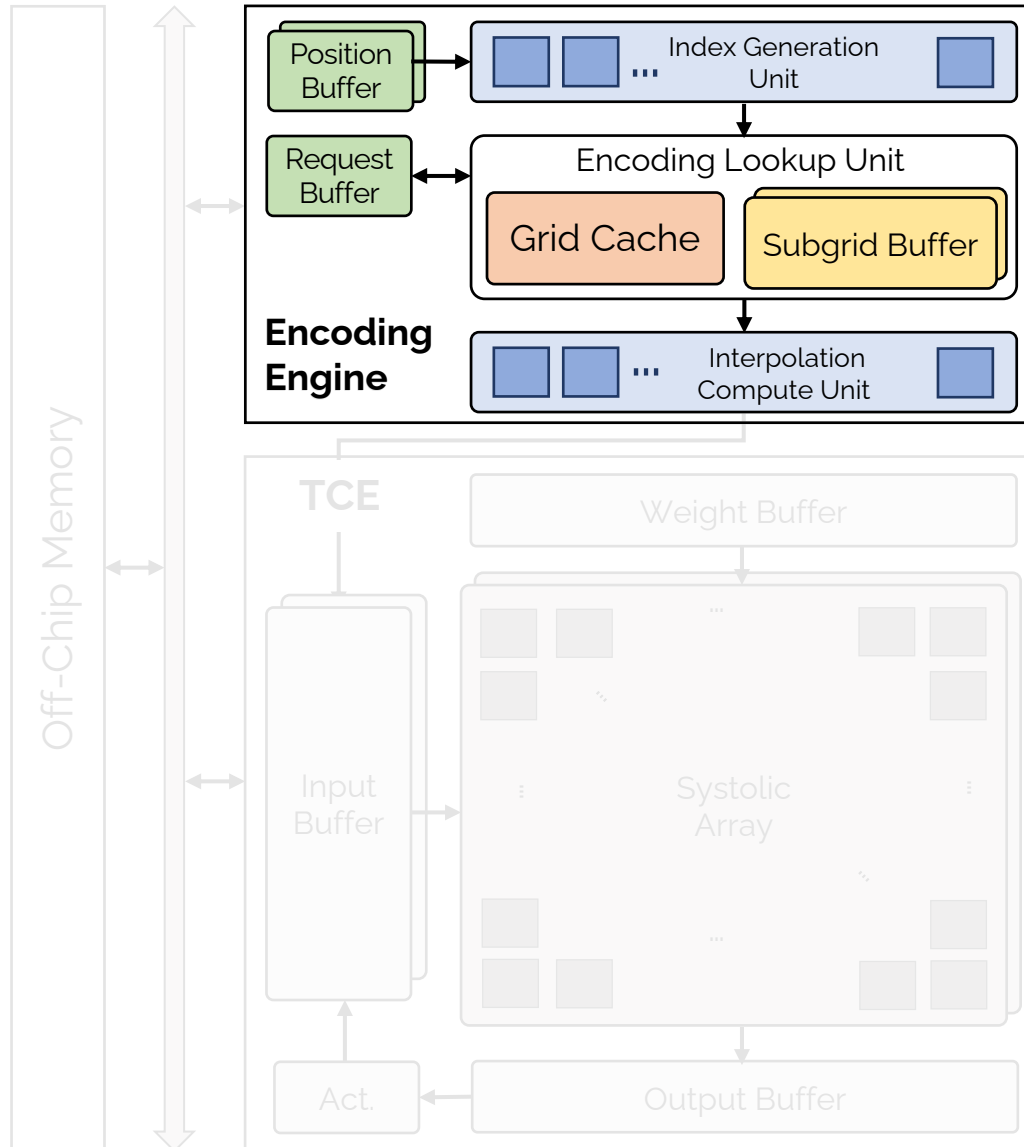 Position
Buffer
...
Index Generation
Unit
Request
Buffer
Encoding Lookup Unit
Grid Cache
Subgrid Buffer
Encoding
Engine
...
Interpolation
Compute Unit
Off-Chip Memory
TCE
Weight Buffer
...
...
Input
Buffer
...
Systolic
Array
...
...
...
Act.
Output Buffer